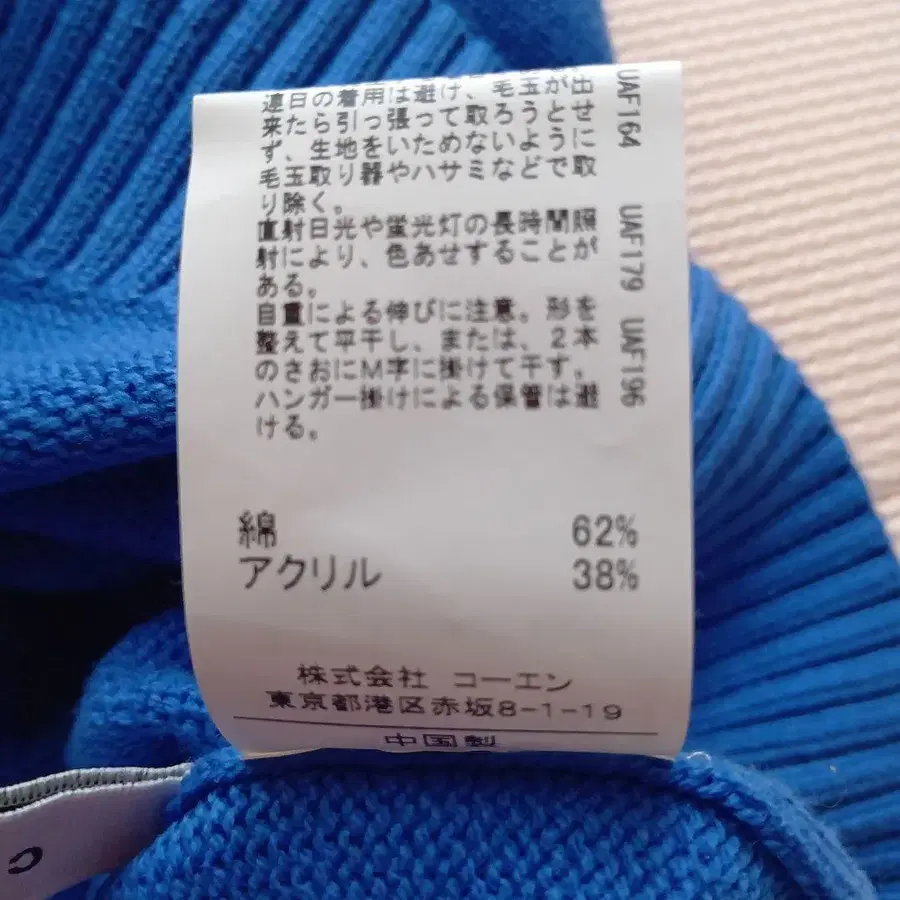 連日の着用は避け、毛玉が出
来たら引っ張って取ろうとせ
ず、生地をいためないように
毛玉取り器やハサミなどで取
り除く。
直射日光や蛍光灯の長時間照
射により、色あせすることが
ある。
自重による伸びに注意。形を
整えて平干し、または、2本
のさおにM字に掛けて干す。
ハンガー掛けによる保管は避
ける。
UAF164 UAF179 UAF196
綿 62%
アクリル 38%
株式会社 コーエン
東京都港区赤坂8-1-19
中国製
C